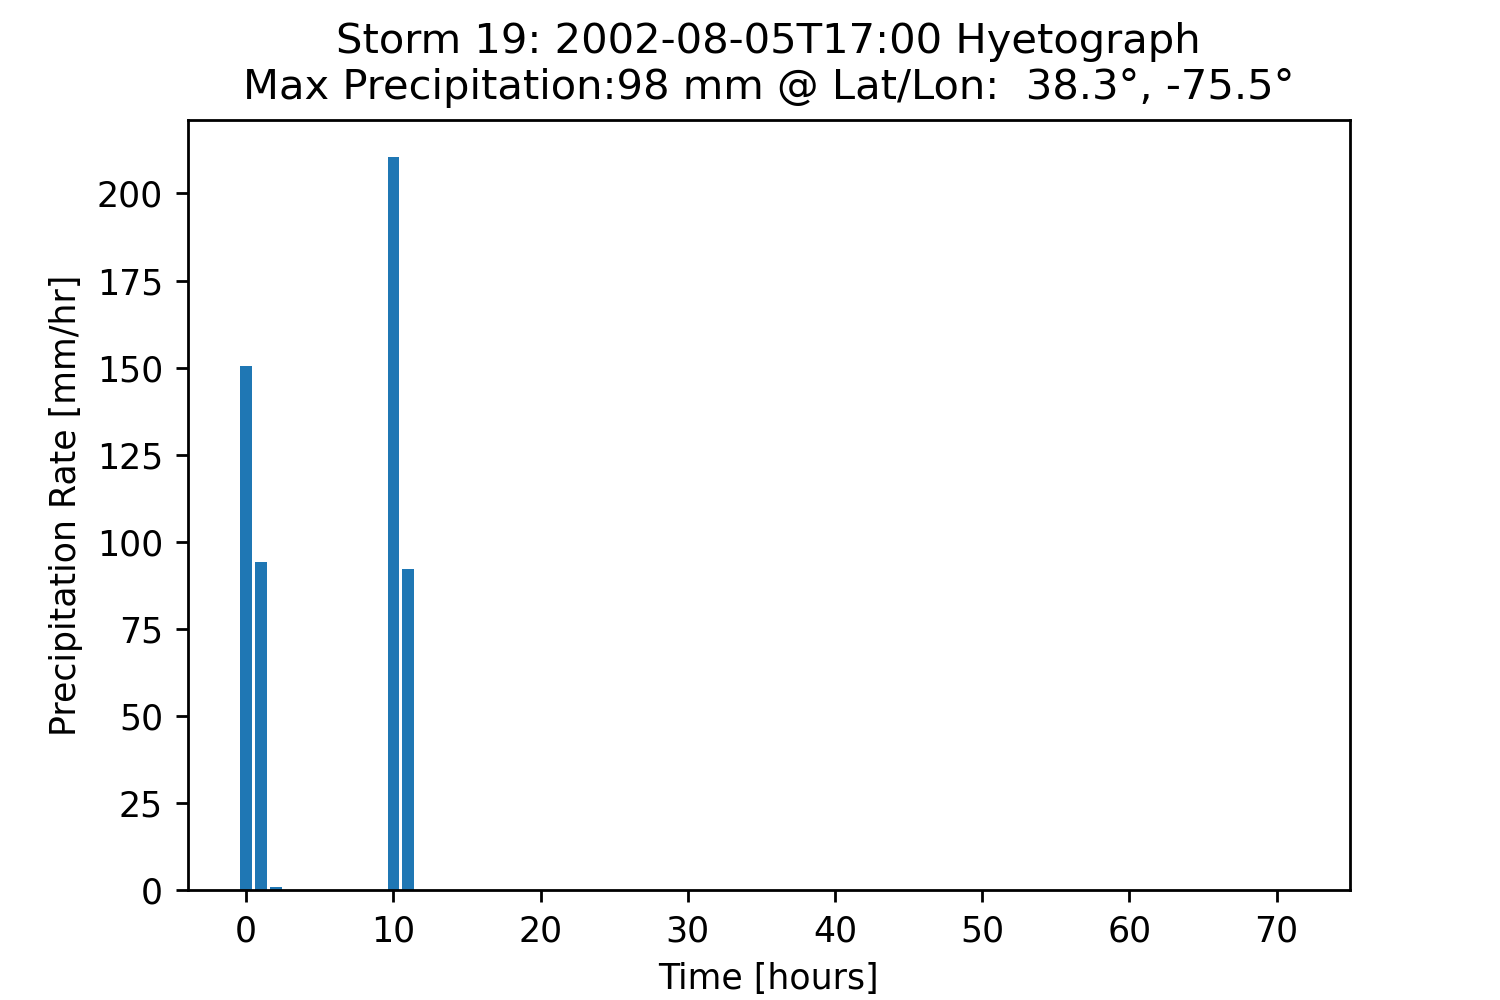 Storm 19: 2002-08-05T17:00 Hyetograph
Max Precipitation:98 mm @ Lat/Lon:  38.3°, -75.5°
Precipitation Rate [mm/hr]
200
175
150
125
100
75
50
25
0
0 10 20 30 40 50 60 70
Time [hours]